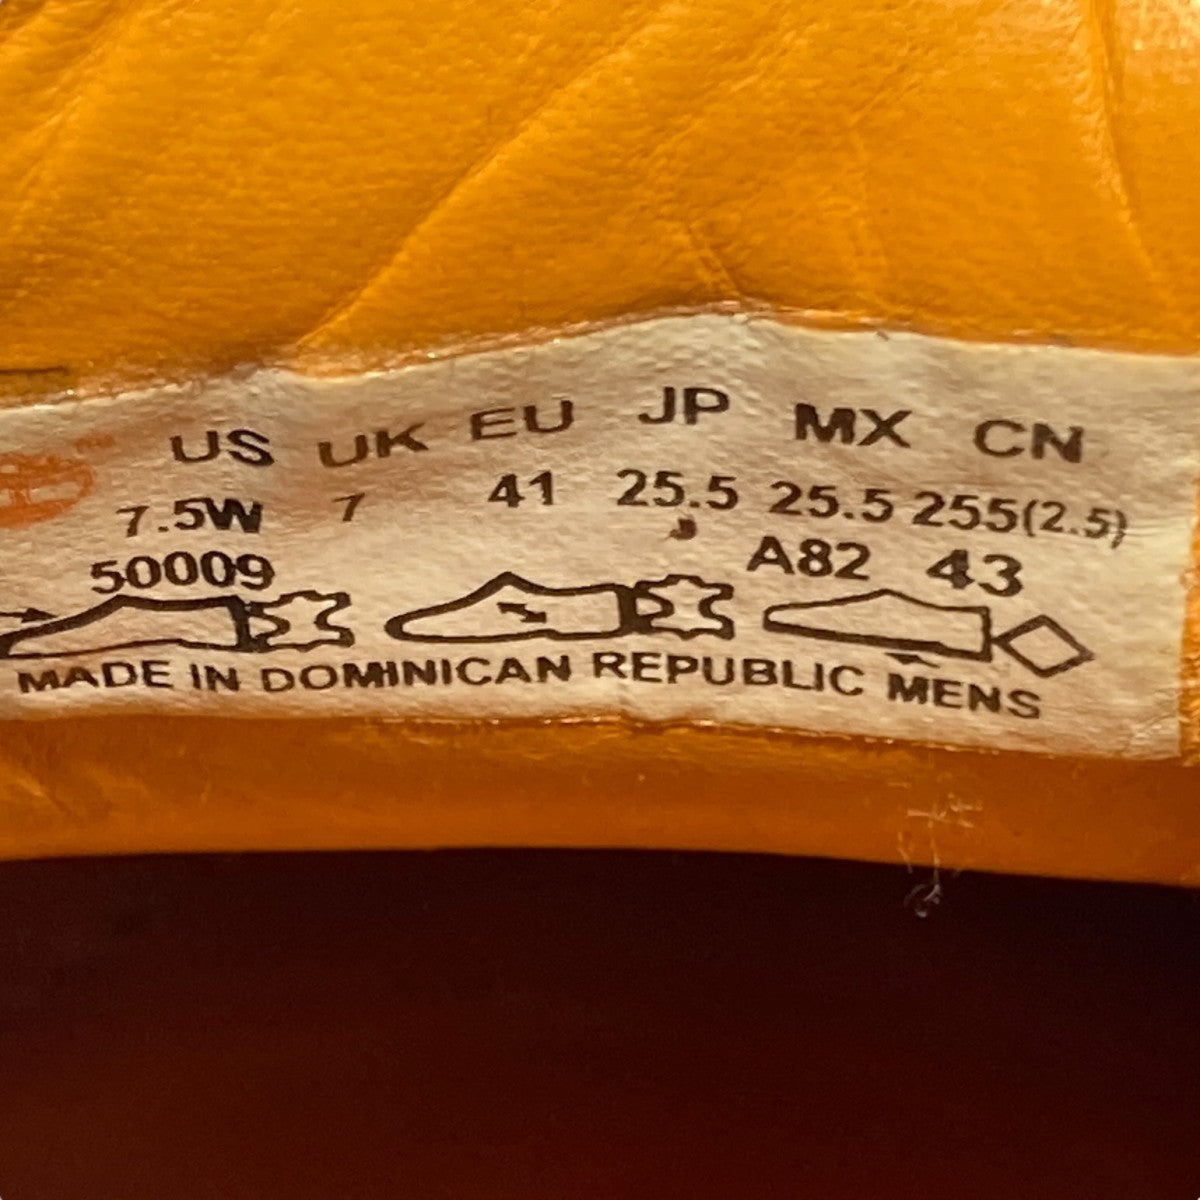 US UK EU JP MX CN
7.5W 7 41 25.5 25.5 255(2.5)
50009 A82 43
MADE IN DOMINICAN REPUBLIC MENS